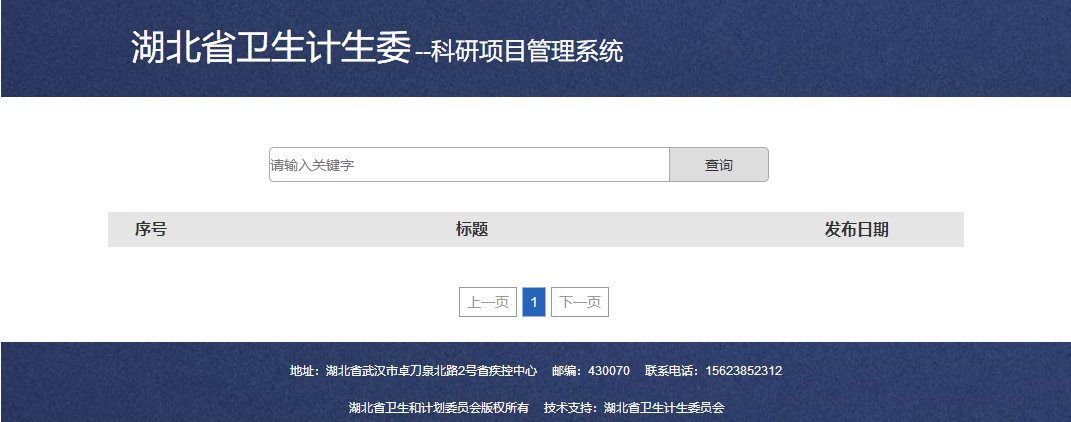 湖北省卫生计生委--科研项目管理系统
请输入关键字 查询
序号 标题 发布日期
上一页 1 下一页
地址：湖北省武汉市卓刀泉北路2号省疾控中心 邮编：430070 联系电话：15623852312
湖北省卫生和计划委员会版权所有 技术支持：湖北省卫生计生委员会